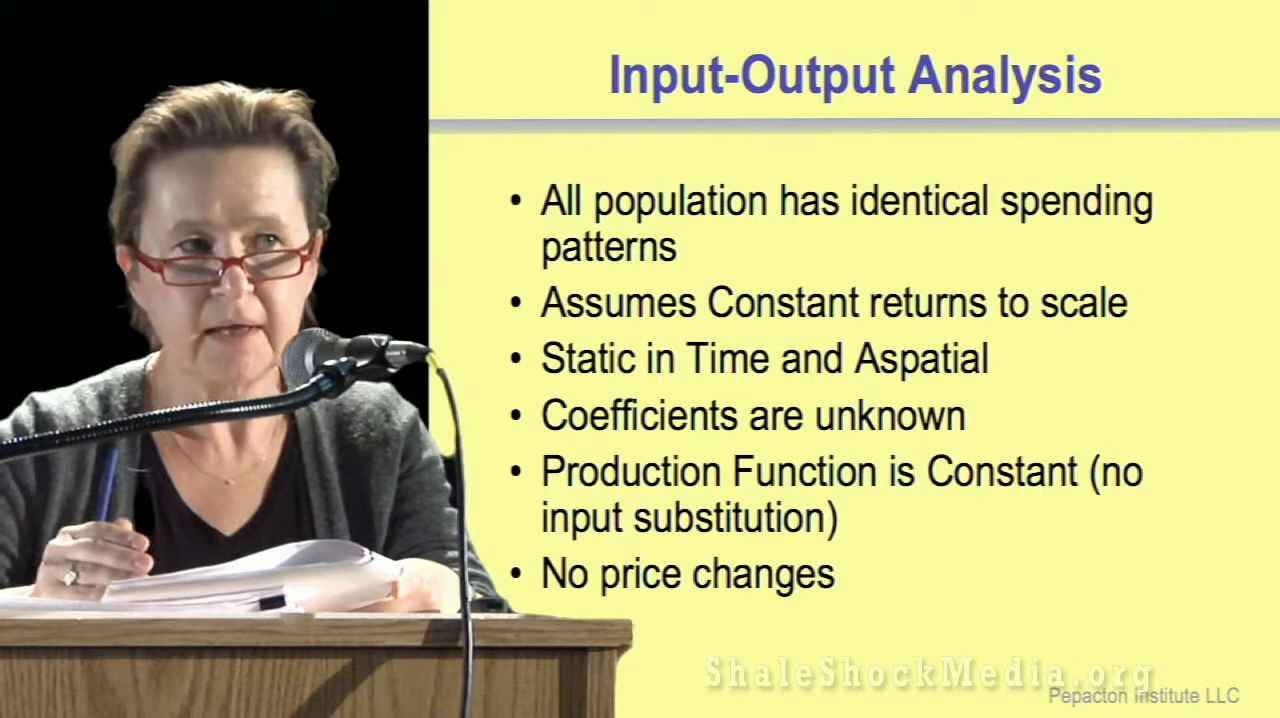 Input-Output Analysis
• All population has identical spending
patterns
• Assumes Constant returns to scale
• Static in Time and Aspatial
• Coefficients are unknown
• Production Function is Constant (no
input substitution)
• No price changes
ShaleShockMedia.org
Pepacton Institute LLC